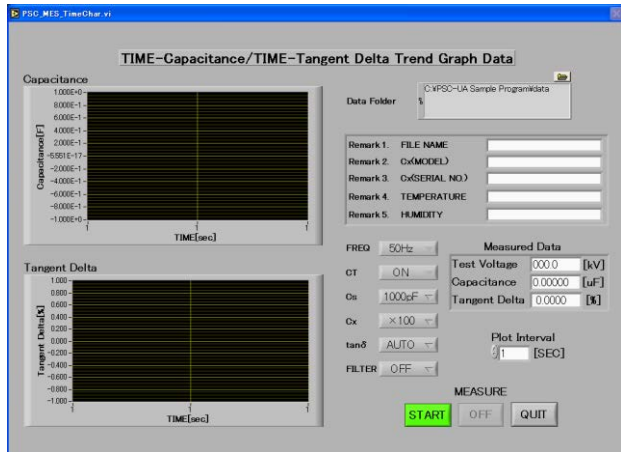 PSC_MES_TimeChar.vi
TIME-Capacitance/TIME-Tangent Delta Trend Graph Data
Capacitance
1.000E+0
8.000E-1
6.000E-1
4.000E-1
2.000E-1
-5.551E-17
-2.000E-1
-4.000E-1
-6.000E-1
-8.000E-1
-1.000E+0
Capacitance[F]
1 1 1
TIME[sec]
Data Folder
C:¥PSC-UA Sample Program¥data
Remark 1. FILE NAME
Remark 2. Cx(MODEL)
Remark 3. Cx(SERIAL NO.)
Remark 4. TEMPERATURE
Remark 5. HUMIDITY
Tangent Delta
1.000
0.800
0.600
0.400
0.200
0.000
-0.200
-0.400
-0.600
-0.800
-1.000
Tangent Delta[%]
1 1 1
TIME[sec]
FREQ 50Hz
CT ON
Cs 1000pF
Cx ×100
tanδ AUTO
FILTER OFF
Measured Data
Test Voltage 000.0 [kV]
Capacitance 0.00000 [uF]
Tangent Delta 0.0000 [%]
Plot Interval
1 [SEC]
MEASURE
START OFF QUIT